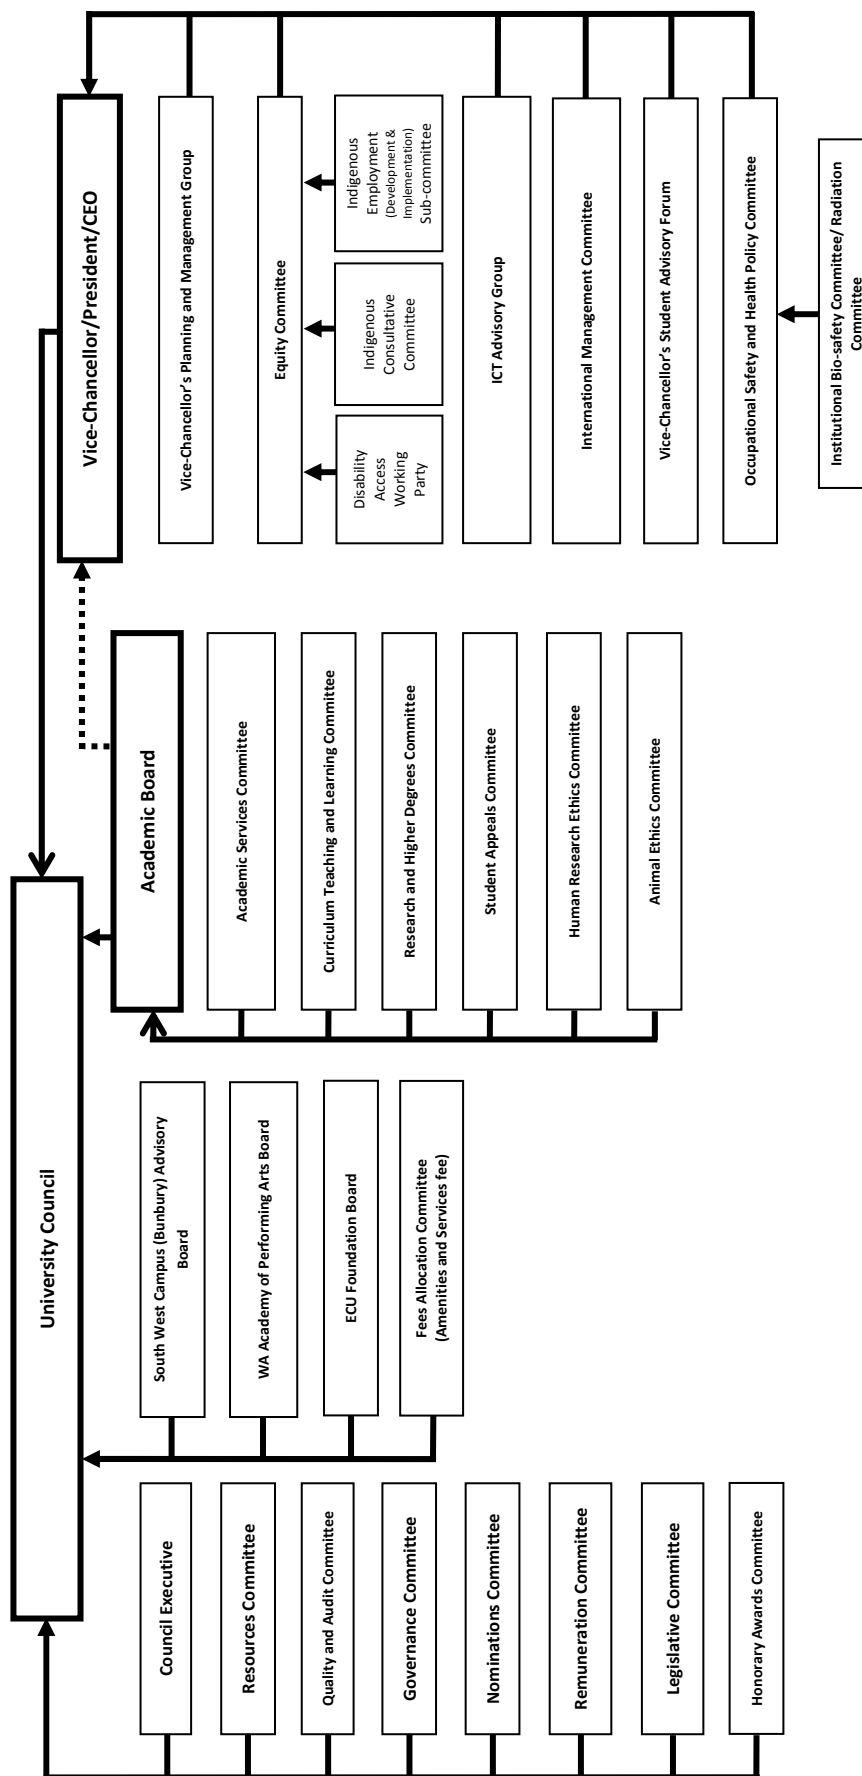 University Council
Council Executive
Resources Committee
Quality and Audit Committee
Governance Committee
Nominations Committee
Remuneration Committee
Legislative Committee
Honorary Awards Committee
South West Campus (Bunbury) Advisory
Board
WA Academy of Performing Arts Board
ECU Foundation Board
Fees Allocation Committee
(Amenities and Services fee)
Academic Board
Academic Services Committee
Curriculum Teaching and Learning Committee
Research and Higher Degrees Committee
Student Appeals Committee
Human Research Ethics Committee
Animal Ethics Committee
Vice-Chancellor/President/CEO
Vice-Chancellor’s Planning and Management Group
Equity Committee
Disability
Access
Working
Party
Indigenous
Consultative
Committee
Indigenous
Employment
(Development &
Implementation)
Sub-committee
ICT Advisory Group
International Management Committee
Vice-Chancellor’s Student Advisory Forum
Occupational Safety and Health Policy Committee
Institutional Bio-safety Committee/ Radiation
Committee